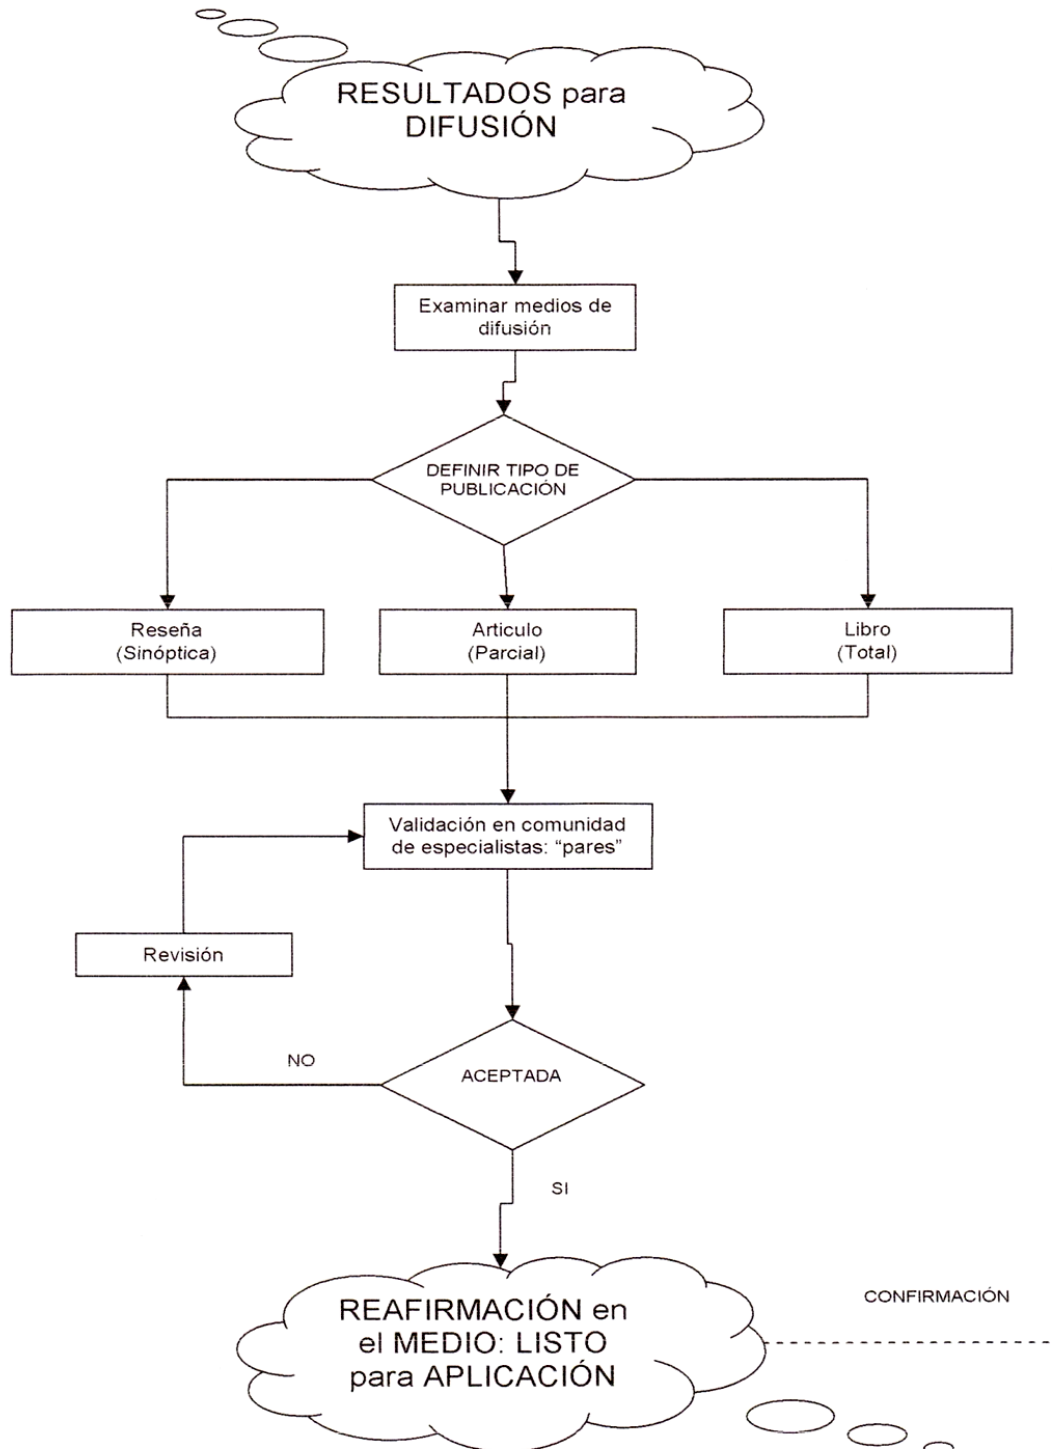 RESULTADOS para
DIFUSIÓN
Examinar medios de
difusión
DEFINIR TIPO DE
PUBLICACIÓN
Reseña
(Sinóptica)
Articulo
(Parcial)
Libro
(Total)
Validación en comunidad
de especialistas: “pares”
Revisión
NO
ACEPTADA
SI
REAFIRMACIÓN en
el MEDIO: LISTO
para APLICACIÓN
CONFIRMACIÓN